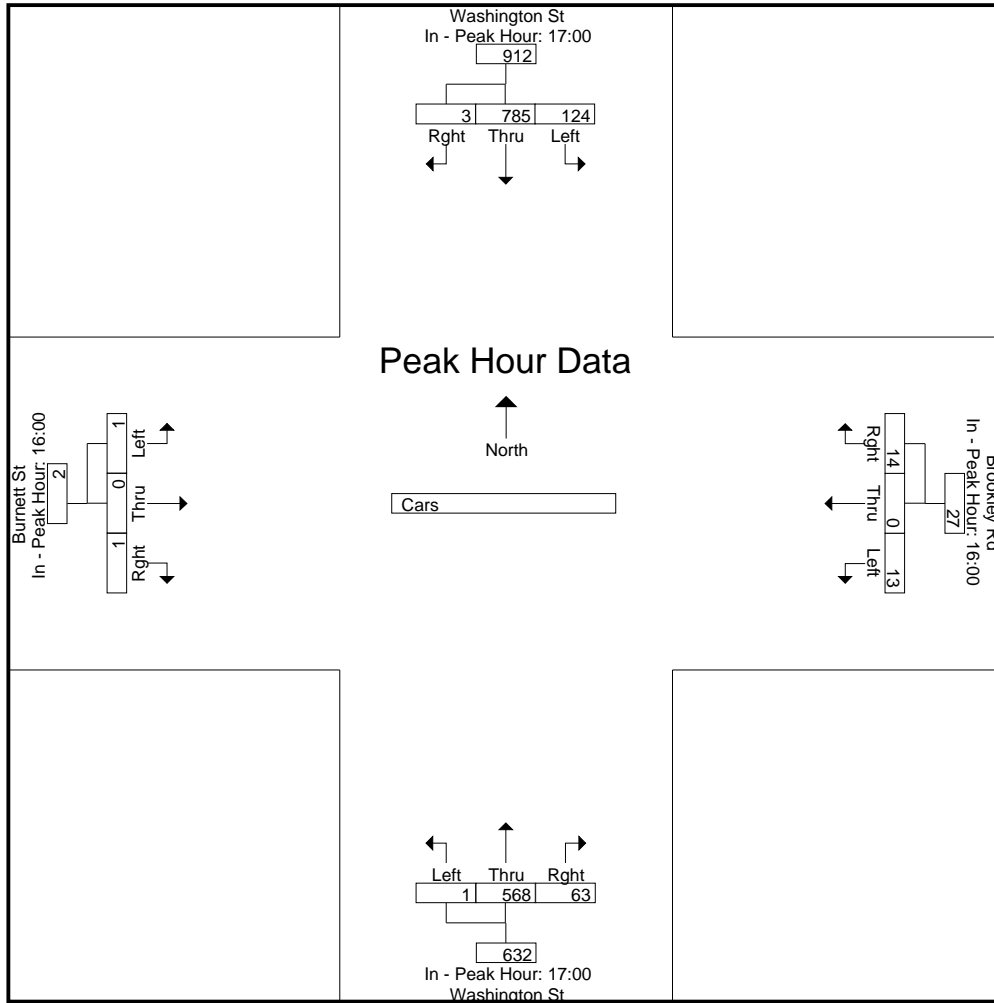 Washington St
In - Peak Hour: 17:00
912
3 785 124
Rght Thru Left
Peak Hour Data
North
Cars
Burnett St
In - Peak Hour: 16:00
2
1 0 1
Left Thru Rght
Rght Thru Left
14 0 13
27
In - Peak Hour: 16:00
Brookley Rd
Left Thru Rght
1 568 63
632
In - Peak Hour: 17:00
Washington St